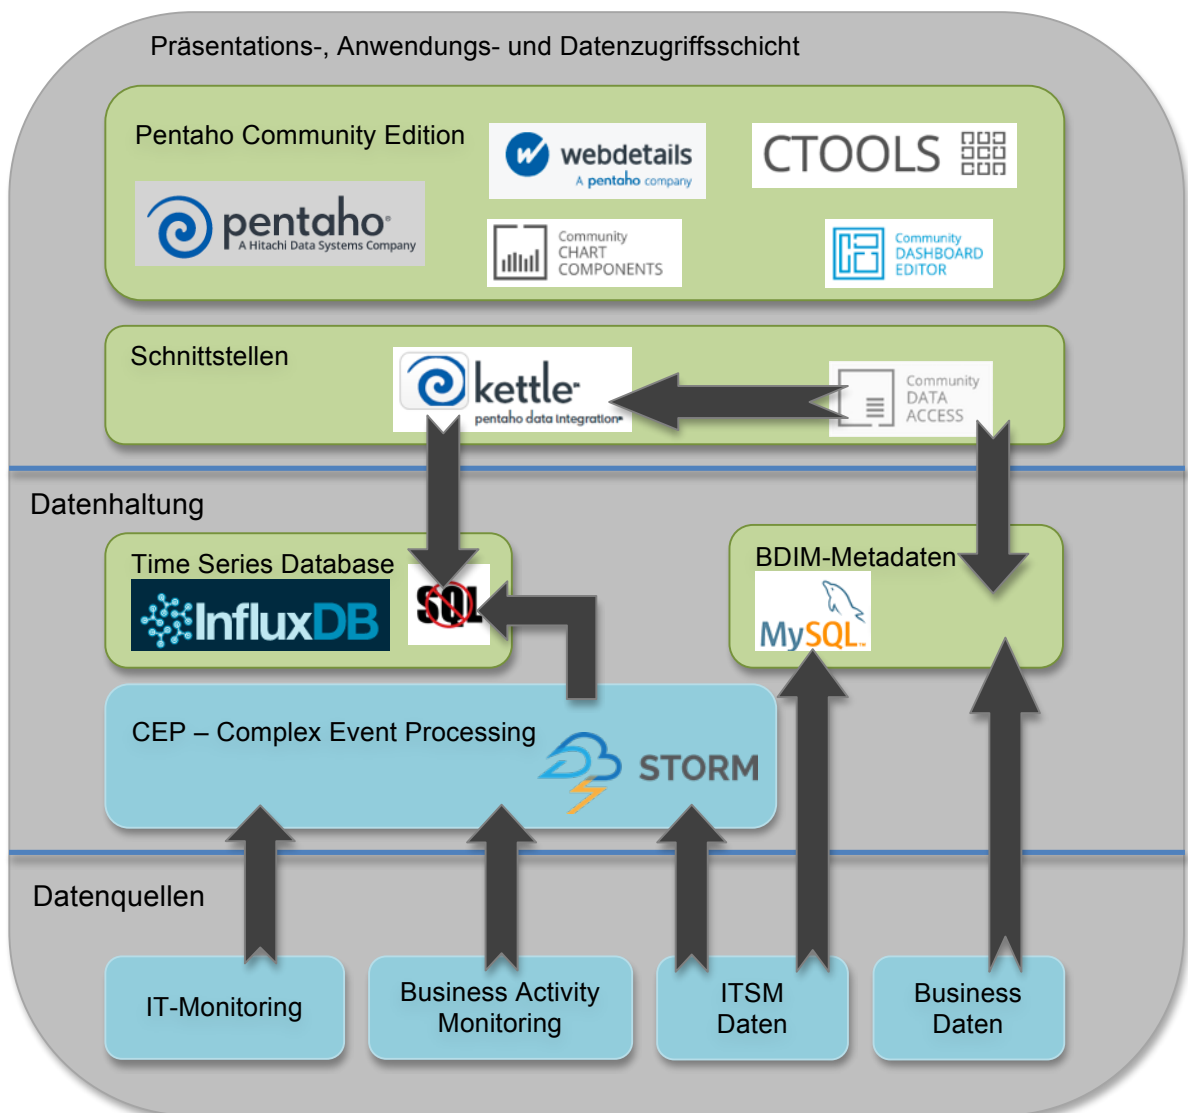 Präsentations-, Anwendungs- und Datenzugriffsschicht
Pentaho Community Edition
webdetails
A pentaho company
CTOOLS
pentaho
A Hitachi Data Systems Company
Community
CHART
COMPONENTS
Community
DASHBOARD
EDITOR
Schnittstellen
kettle
pentaho data integration
Community
DATA
ACCESS
Datenhaltung
Time Series Database
InfluxDB
SQL
BDIM-Metadaten
MySQL™
CEP – Complex Event Processing
STORM
Datenquellen
IT-Monitoring
Business Activity
Monitoring
ITSM
Daten
Business
Daten